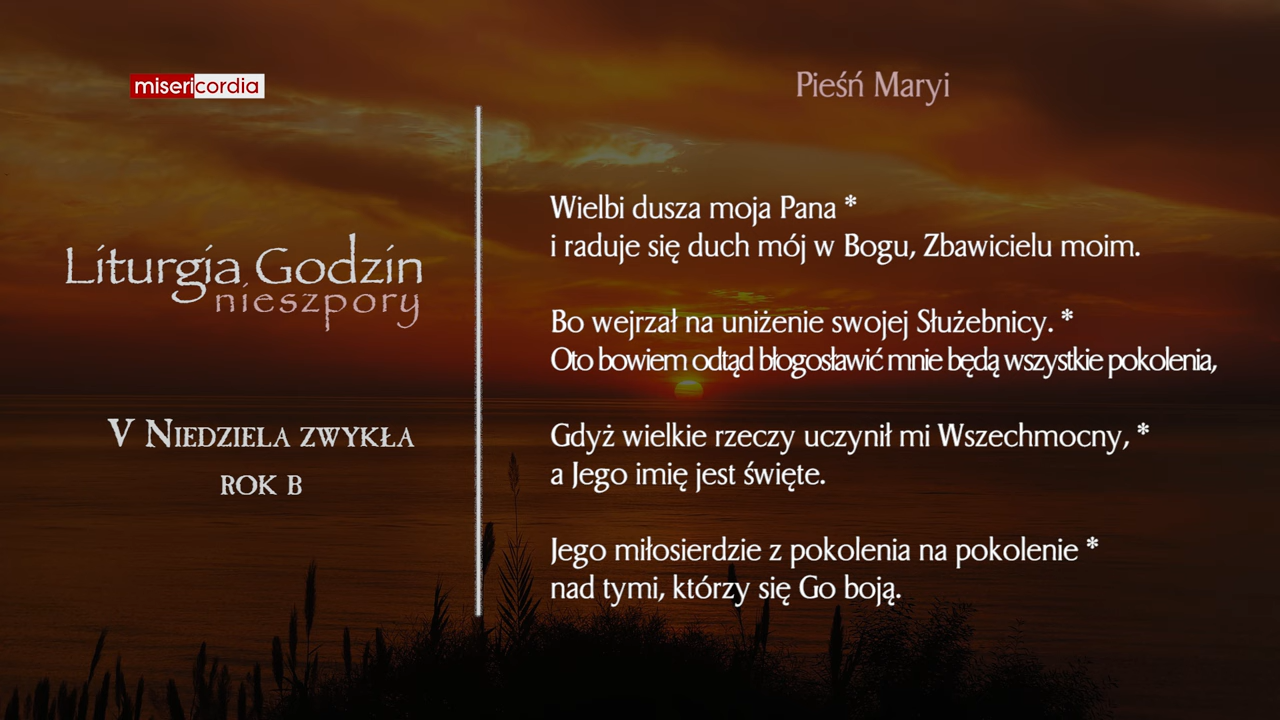 misericordia
Liturgia Godzin
nieszpory
V Niedziela zwykła
rok B
Pieśń Maryi
Wielbi dusza moja Pana *
i raduje się duch mój w Bogu, Zbawicielu moim.
Bo wejrzał na uniżenie swojej Służebnicy. *
Oto bowiem odtąd błogosławić mnie będą wszystkie pokolenia,
Gdyż wielkie rzeczy uczynił mi Wszechmocny, *
a Jego imię jest święte.
Jego miłosierdzie z pokolenia na pokolenie *
nad tymi, którzy się Go boją.